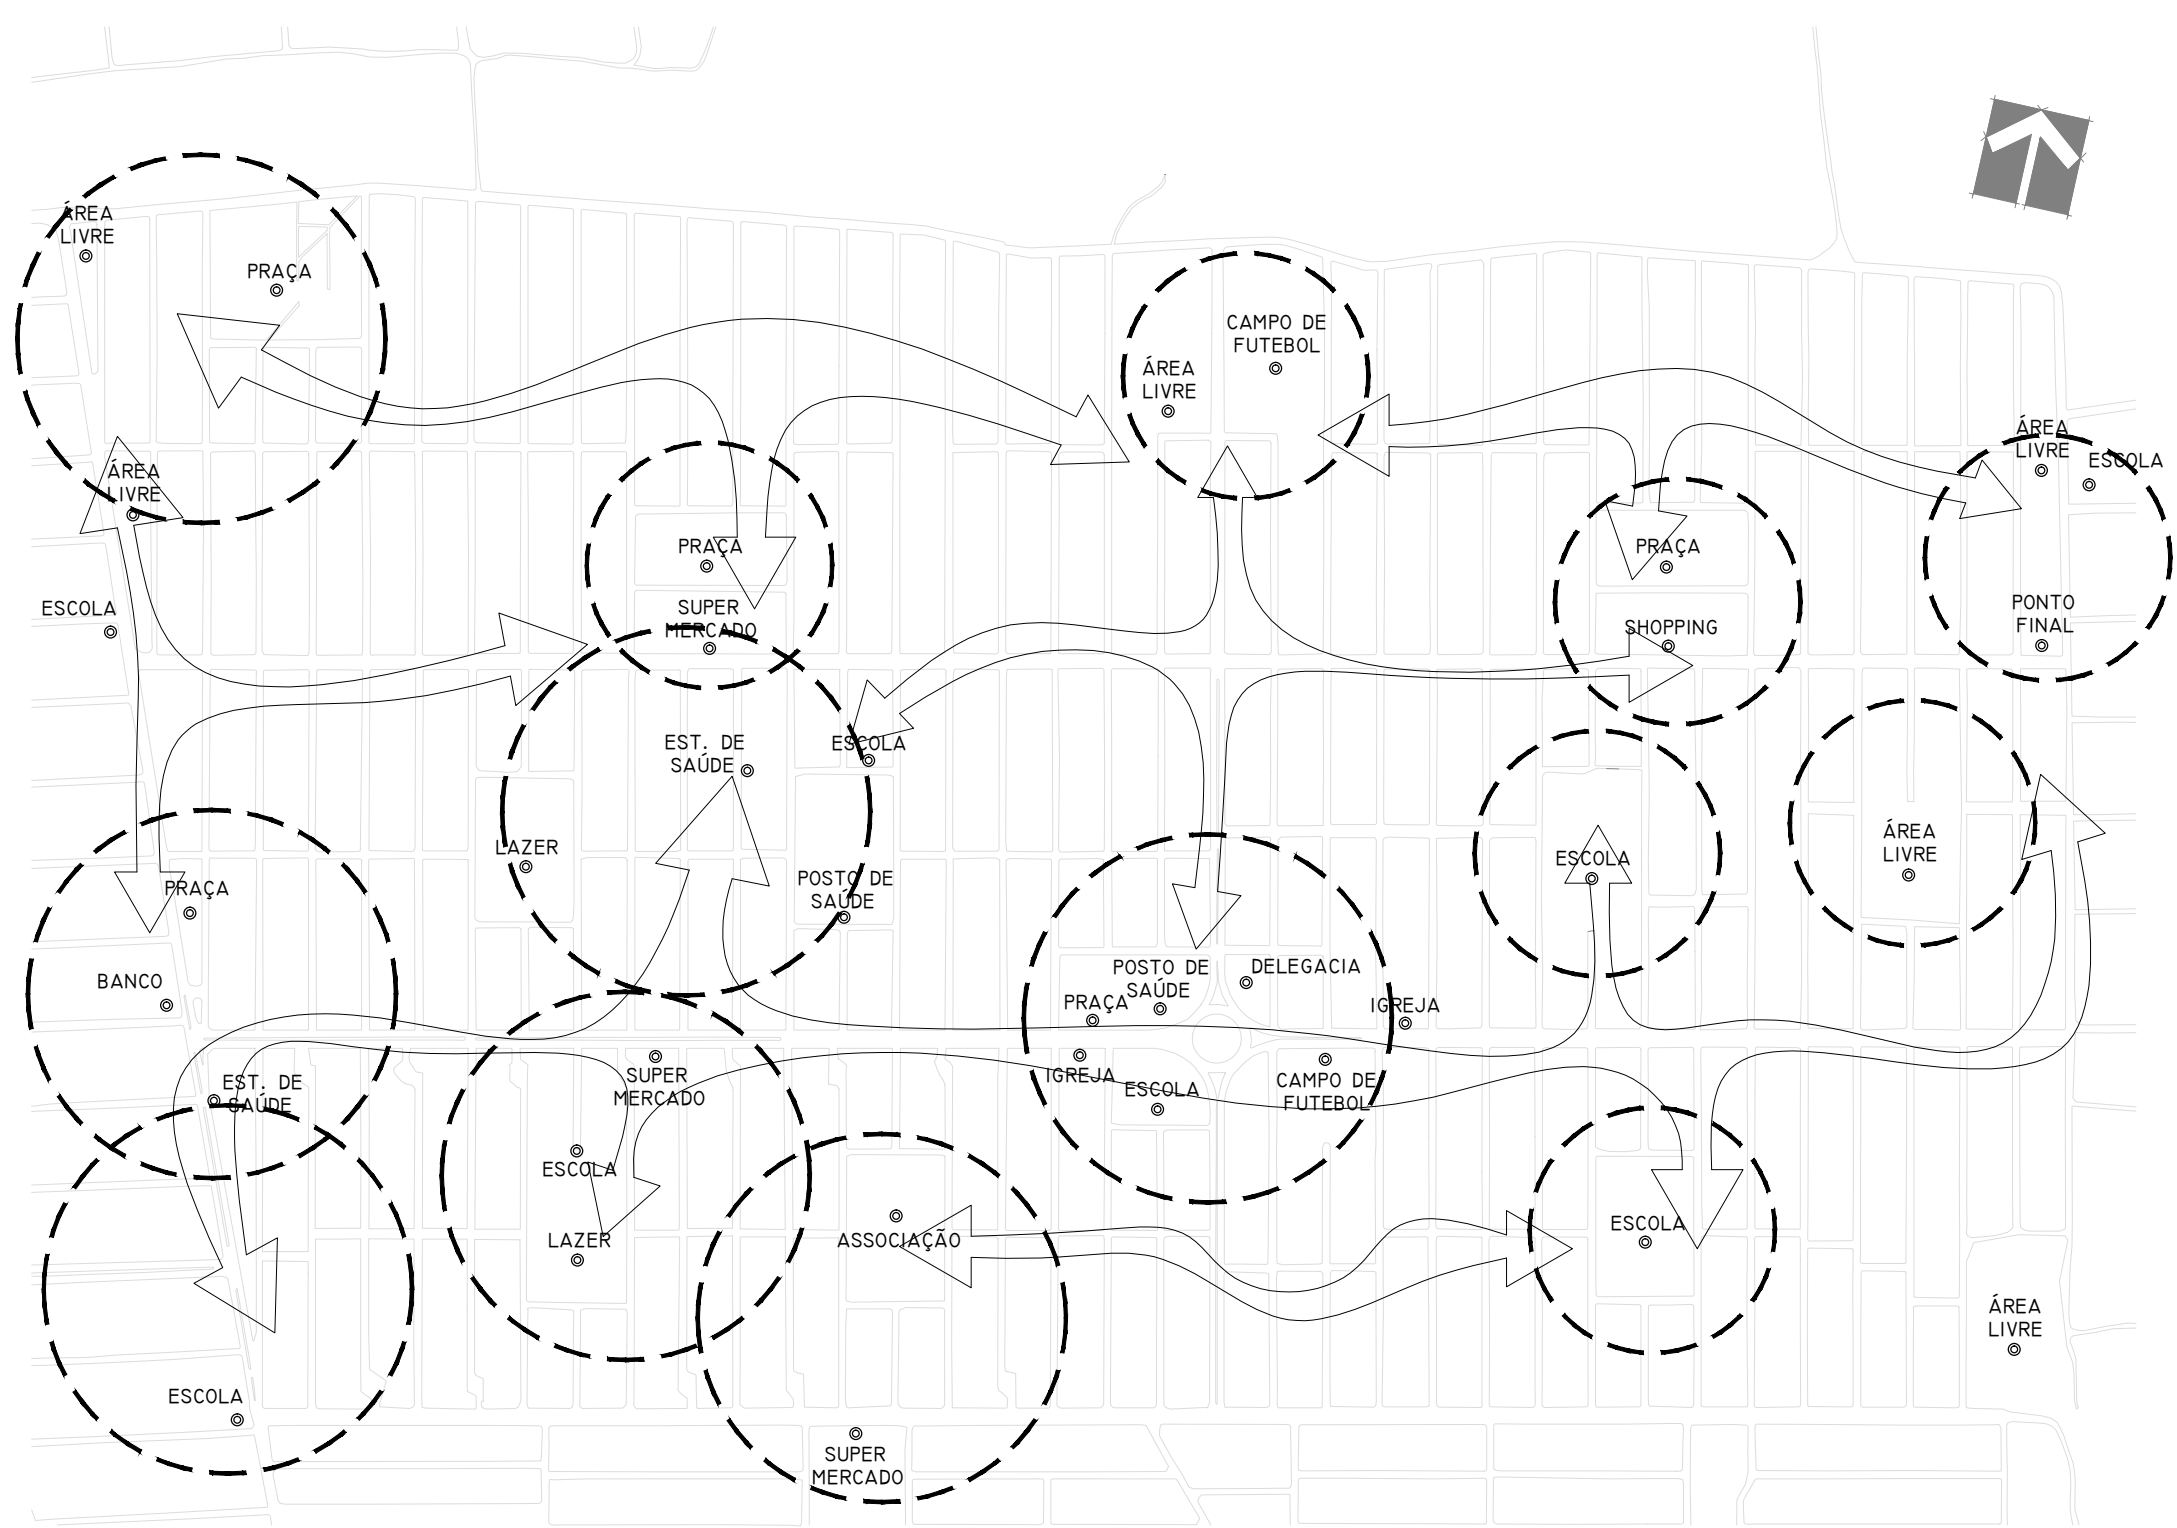 ÁREA
LIVRE
PRAÇA
CAMPO DE
FUTEBOL
ÁREA
LIVRE
ÁREA
LIVRE
ESCOLA
ÁREA
LIVRE
PRAÇA
SUPER
MERCADO
PRAÇA
SHOPPING
PONTO
FINAL
ESCOLA
EST. DE
SAÚDE
ESCOLA
LAZER
POSTO DE
SAÚDE
ESCOLA
ÁREA
LIVRE
PRAÇA
BANCO
POSTO DE
SAÚDE
DELEGACIA
PRAÇA
IGREJA
EST. DE
SAÚDE
SUPER
MERCADO
IGREJA
ESCOLA
CAMPO DE
FUTEBOL
ESCOLA
LAZER
ASSOCIAÇÃO
ESCOLA
ÁREA
LIVRE
ESCOLA
SUPER
MERCADO